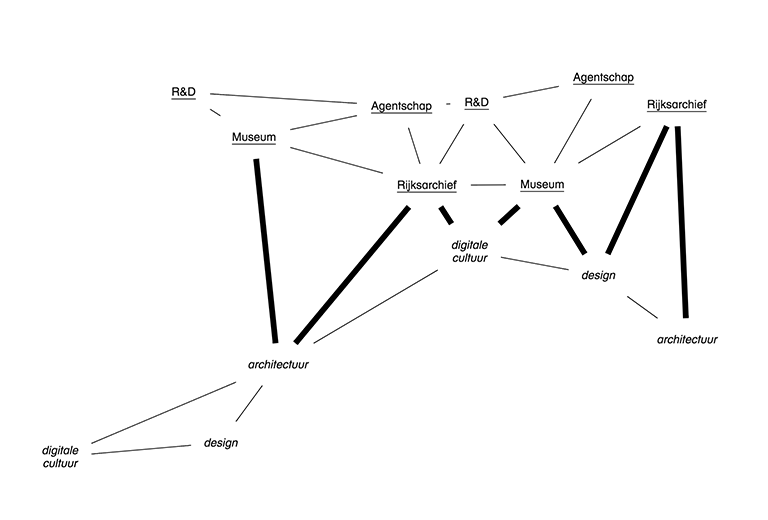 Agentschap
R&D
Agentschap
R&D
Rijksarchief
Museum
Rijksarchief
Museum
digitale
cultuur
design
architectuur
architectuur
design
digitale
cultuur